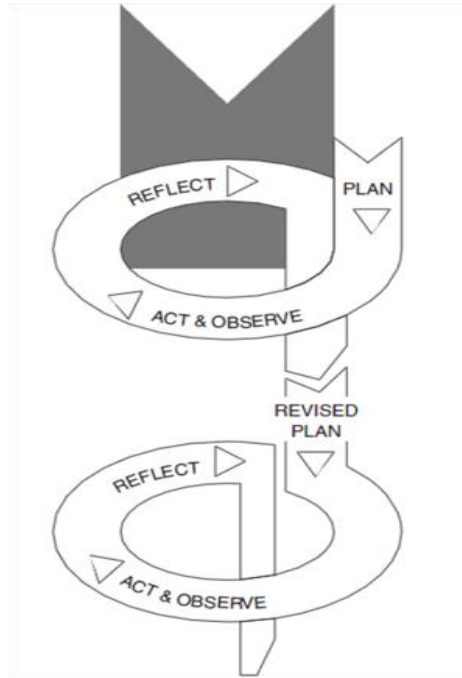 REFLECT
PLAN
ACT & OBSERVE
REVISED
PLAN
REFLECT
ACT & OBSERVE